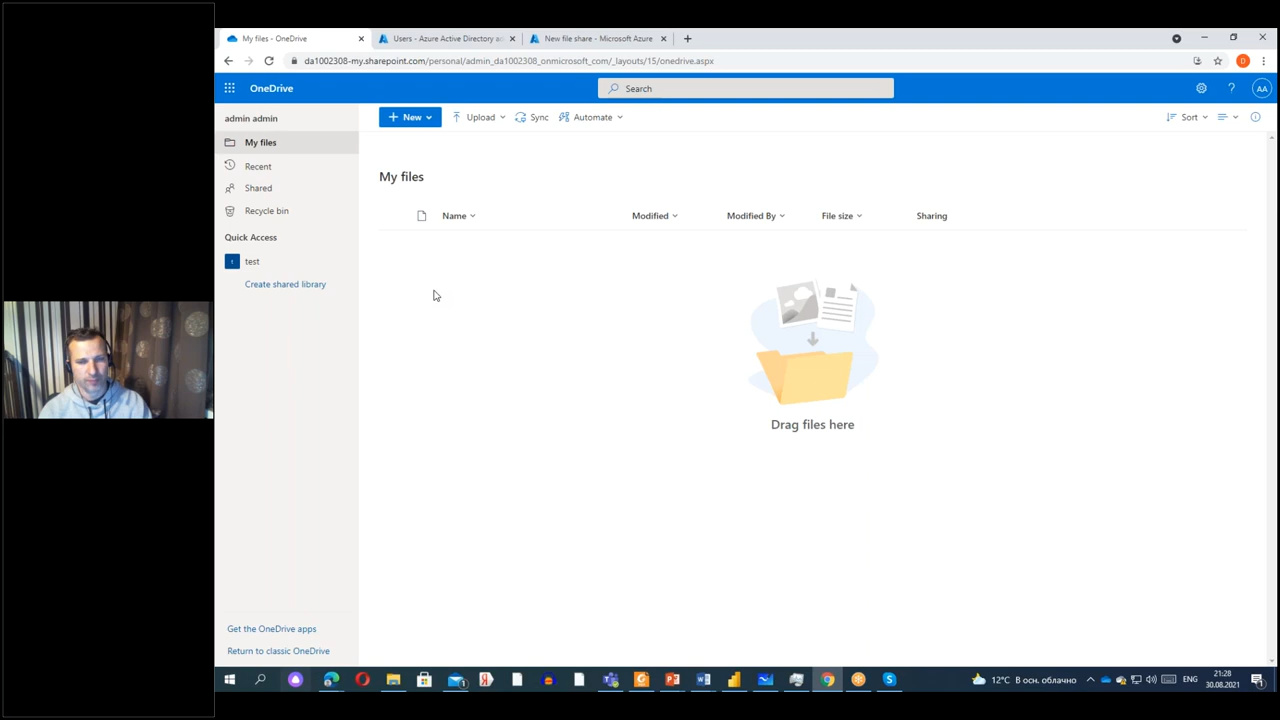 My files - OneDrive
Users - Azure Active Directory ad
New file share - Microsoft Azure
da1002308-my.sharepoint.com/personal/admin_da1002308_onmicrosoft_com/_layouts/15/onedrive.aspx
D
OneDrive
Search
?
AA
admin admin
New
Upload
Sync
Automate
Sort
My files
Recent
Shared
Recycle bin
Quick Access
t
test
Create shared library
My files
Name
Modified
Modified By
File size
Sharing
Drag files here
Get the OneDrive apps
Return to classic OneDrive
12°C В осн. облачно
ENG
21:28
30.08.2021